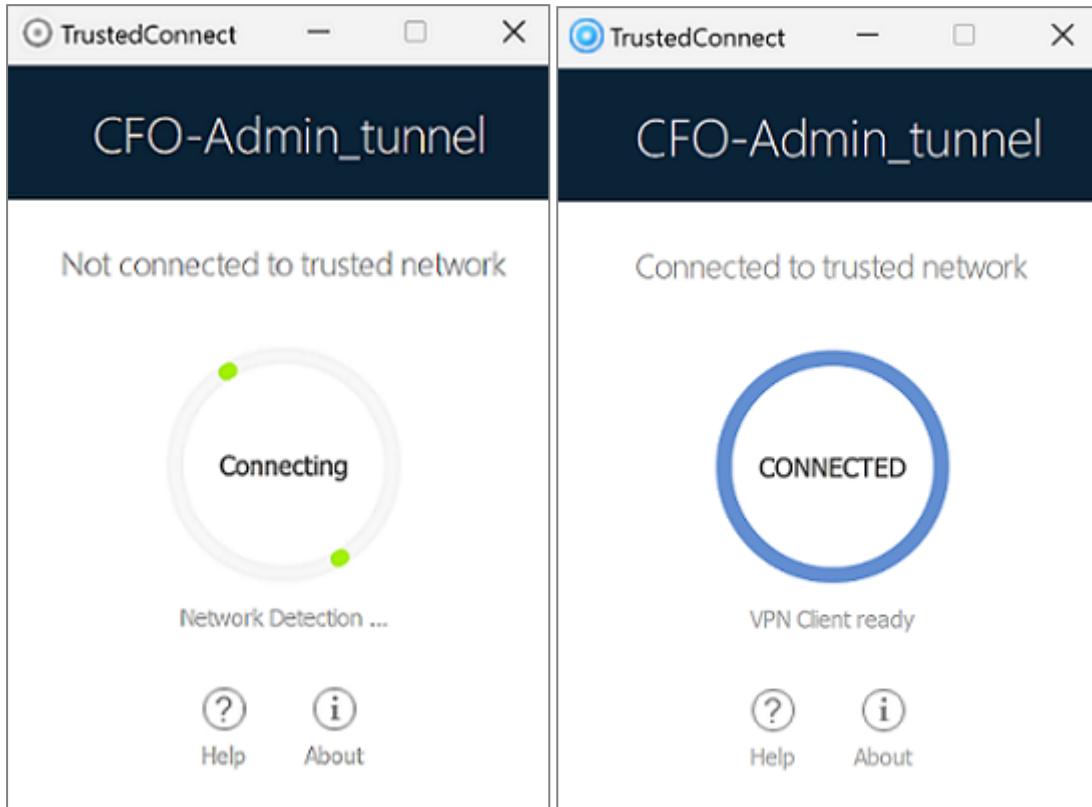 TrustedConnect
CFO-Admin_tunnel
Not connected to trusted network
Connecting
Network Detection ...
Help About
TrustedConnect
CFO-Admin_tunnel
Connected to trusted network
CONNECTED
VPN Client ready
Help About